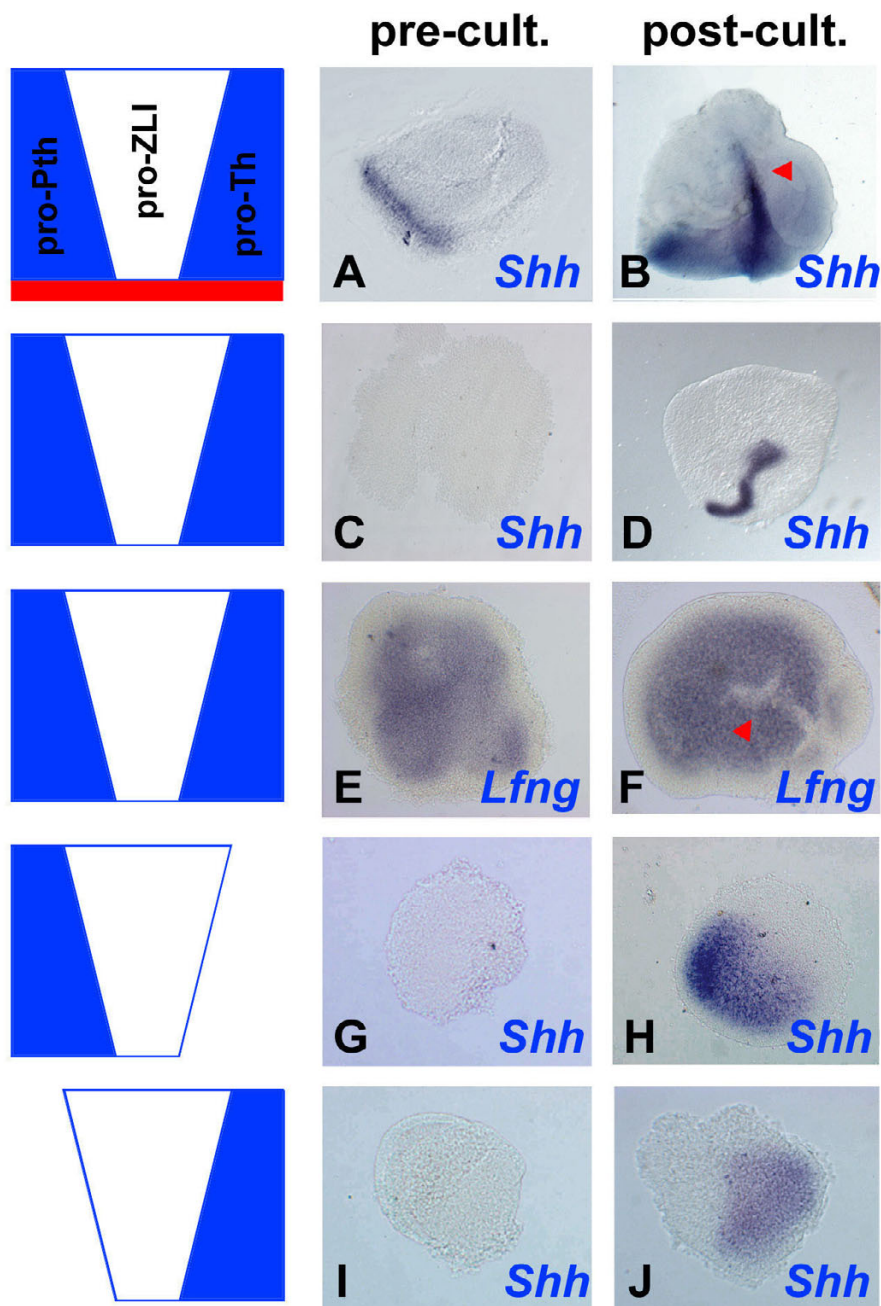 pre-cult. post-cult.
pro-Pth pro-ZLI pro-Th
A Shh
B Shh
C Shh
D Shh
E Lfng
F Lfng
G Shh
H Shh
I Shh
J Shh